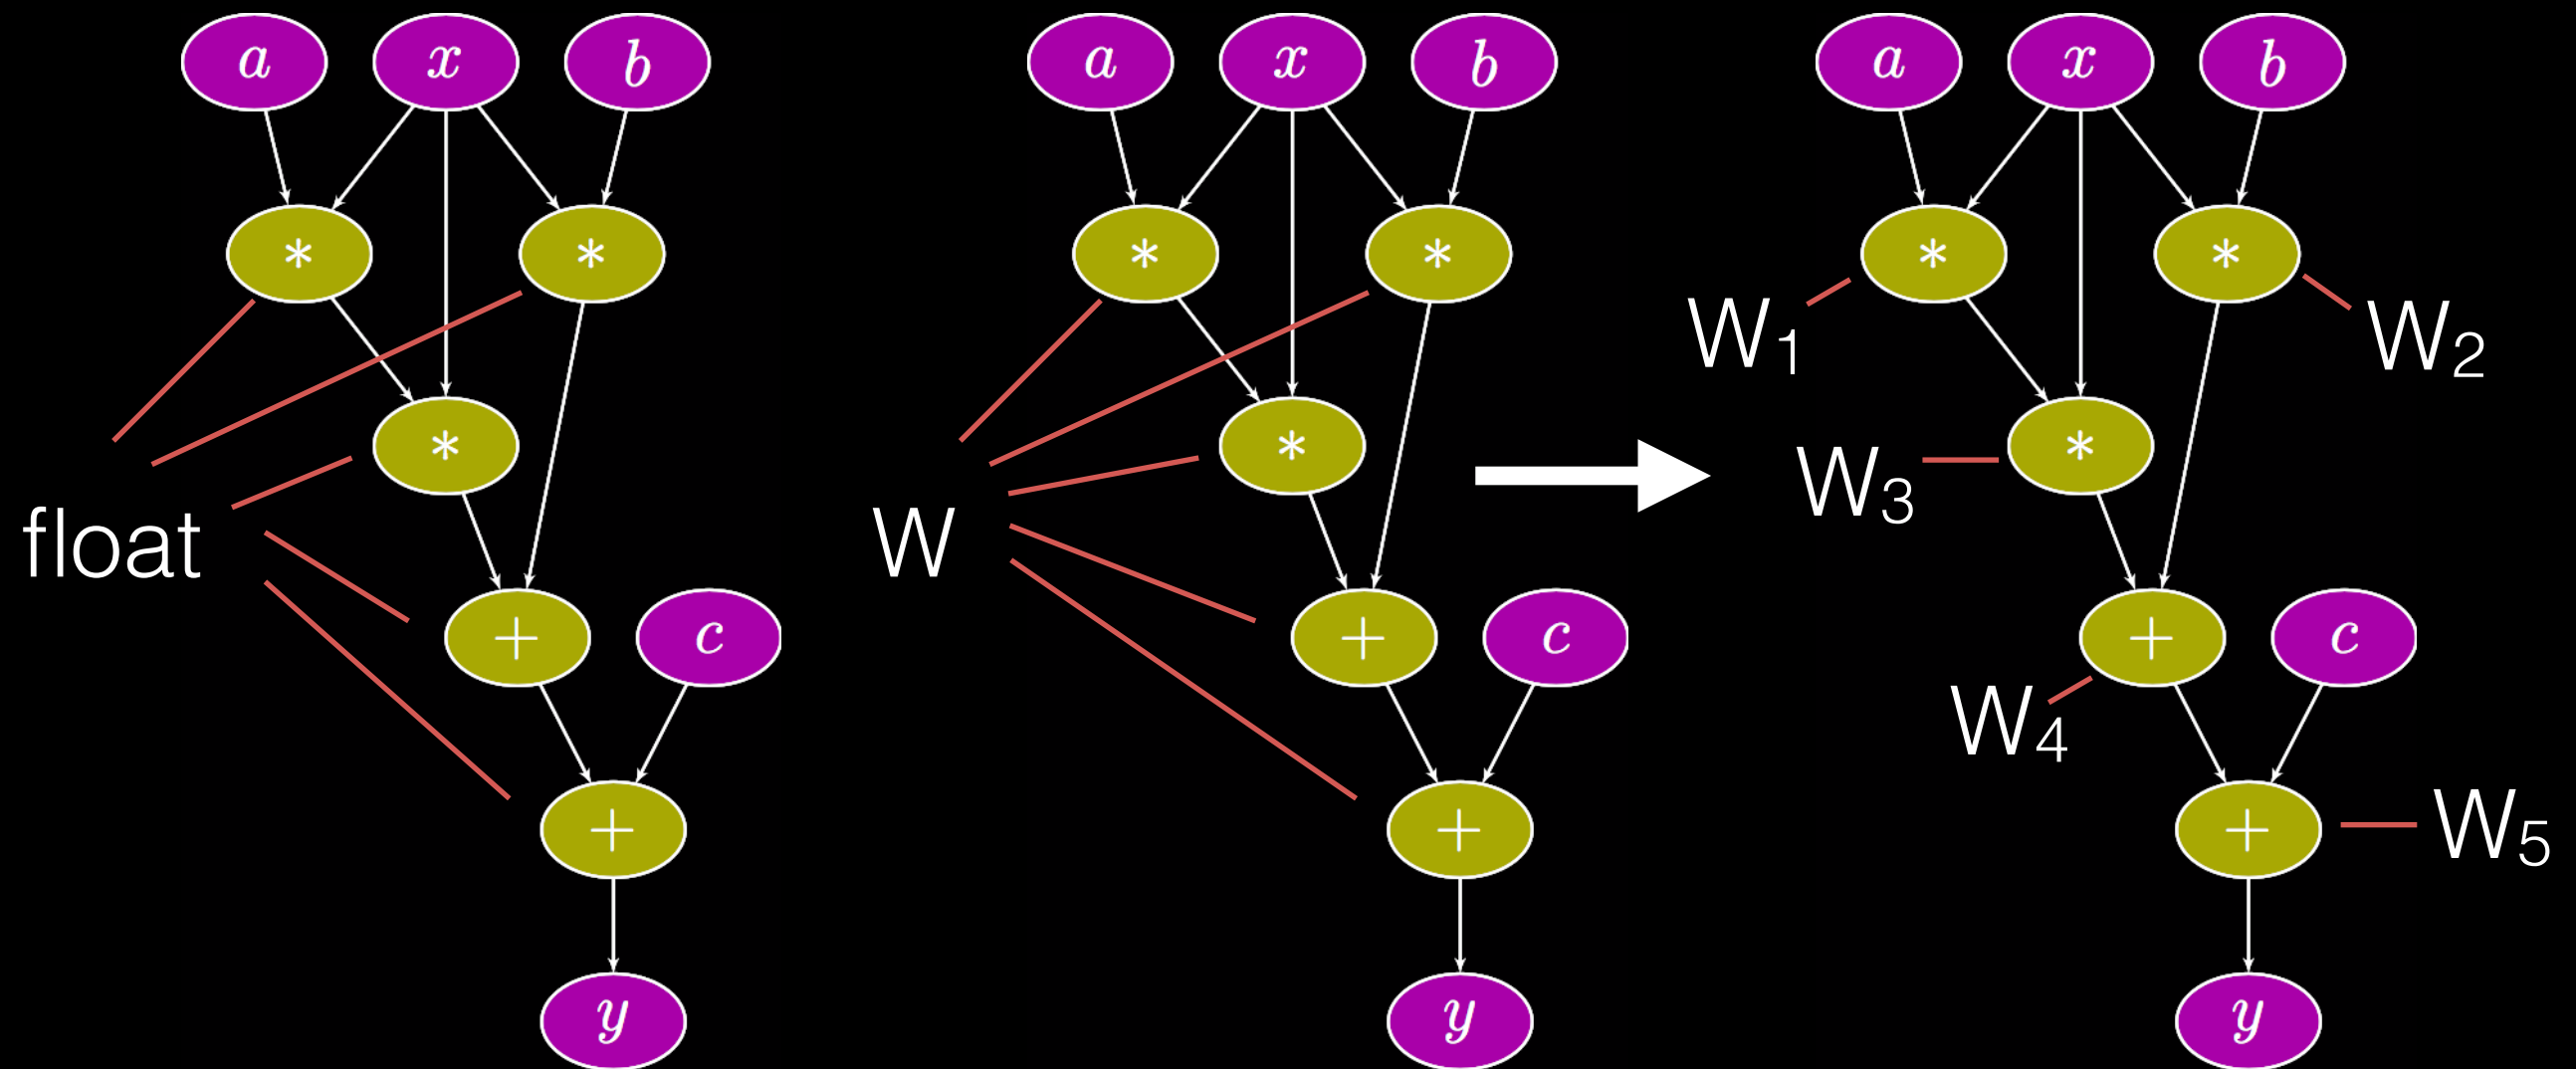 a x b a x b a x b
* * * * * *
W₁ W₂
* * W₃ *
float W
+ c + c + c
W₄
+ + + W₅
y y y